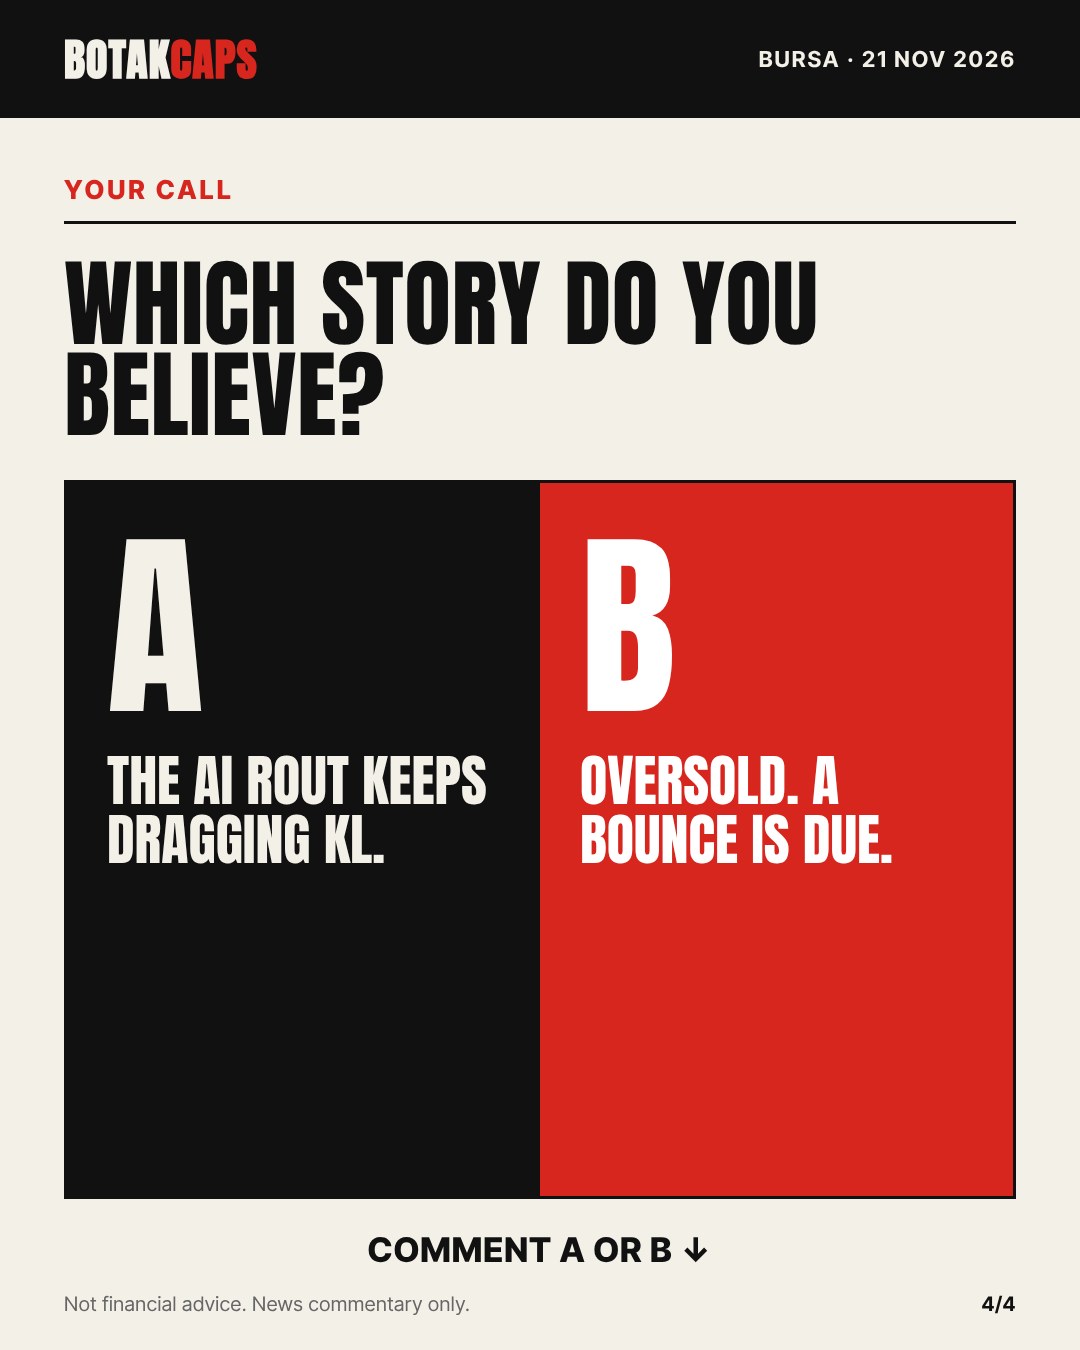 BOTAKCAPS
BURSA · 21 NOV 2026
YOUR CALL
WHICH STORY DO YOU
BELIEVE?
A
THE AI ROUT KEEPS
DRAGGING KL.
B
OVERSOLD. A
BOUNCE IS DUE.
COMMENT A OR B ↓
Not financial advice. News commentary only.
4/4